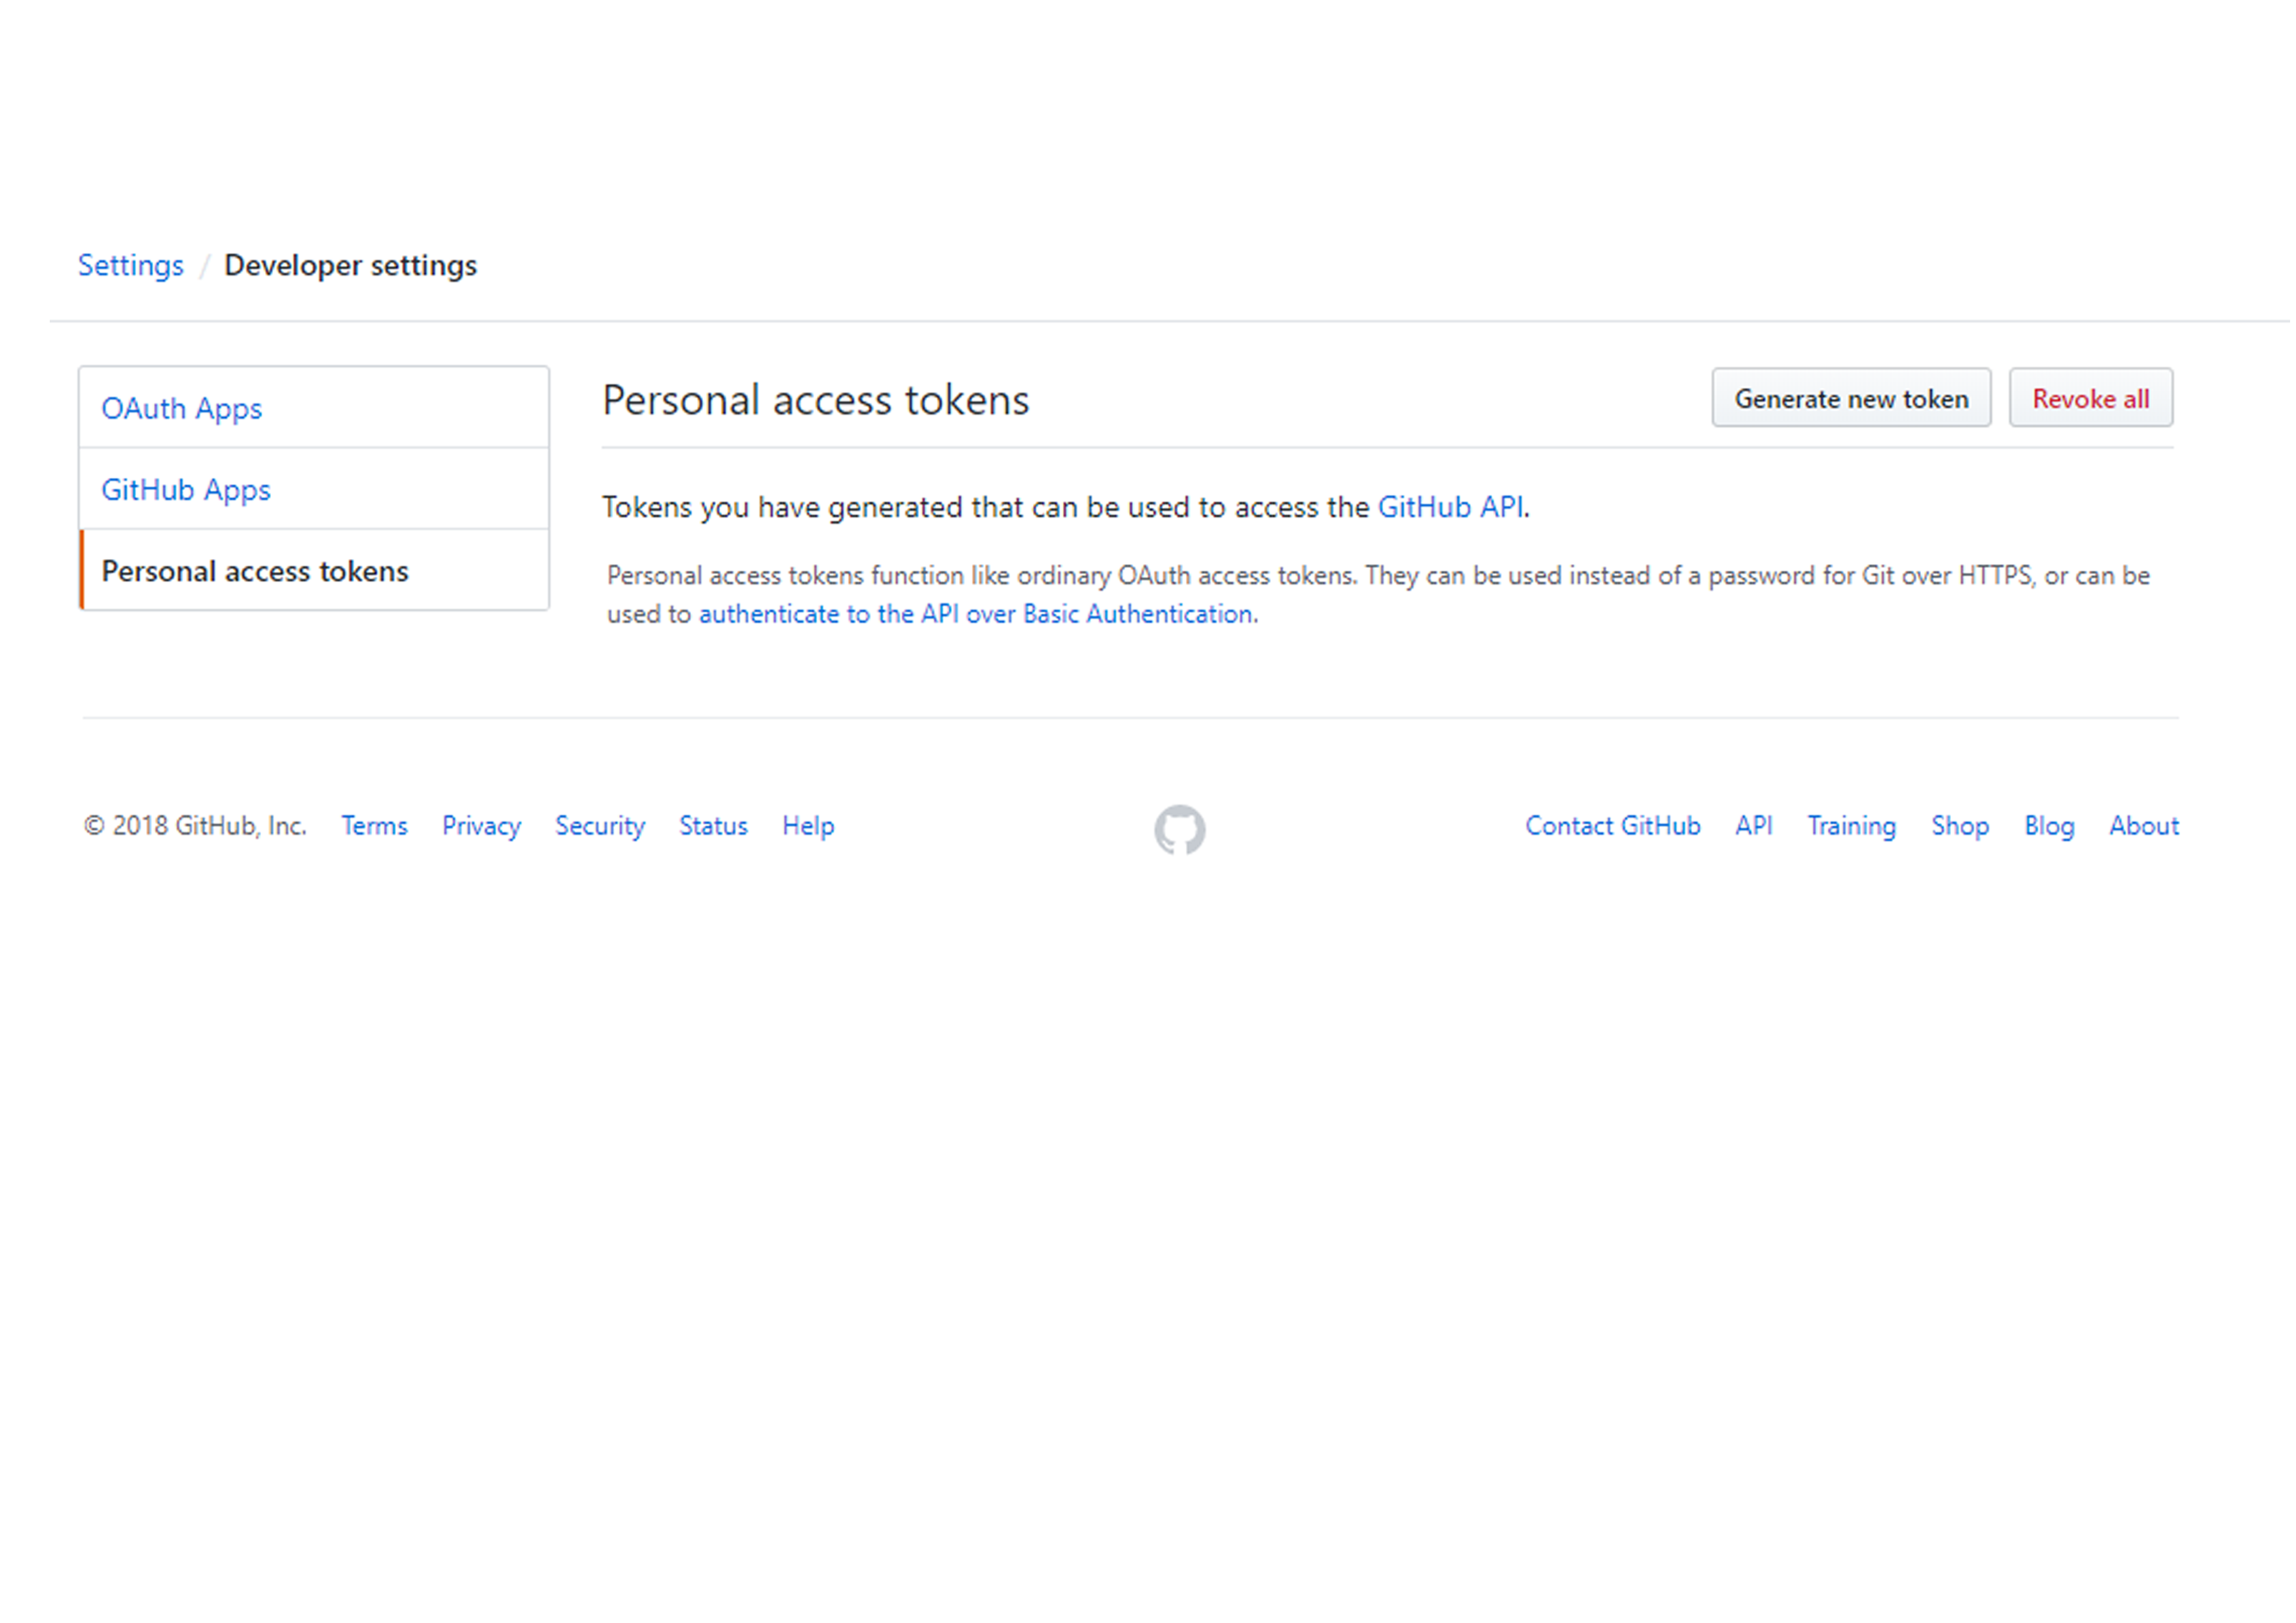 Settings / Developer settings
OAuth Apps
GitHub Apps
Personal access tokens
Personal access tokens
Generate new token
Revoke all
Tokens you have generated that can be used to access the GitHub API.
Personal access tokens function like ordinary OAuth access tokens. They can be used instead of a password for Git over HTTPS, or can be
used to authenticate to the API over Basic Authentication.
© 2018 GitHub, Inc. Terms Privacy Security Status Help
Contact GitHub API Training Shop Blog About